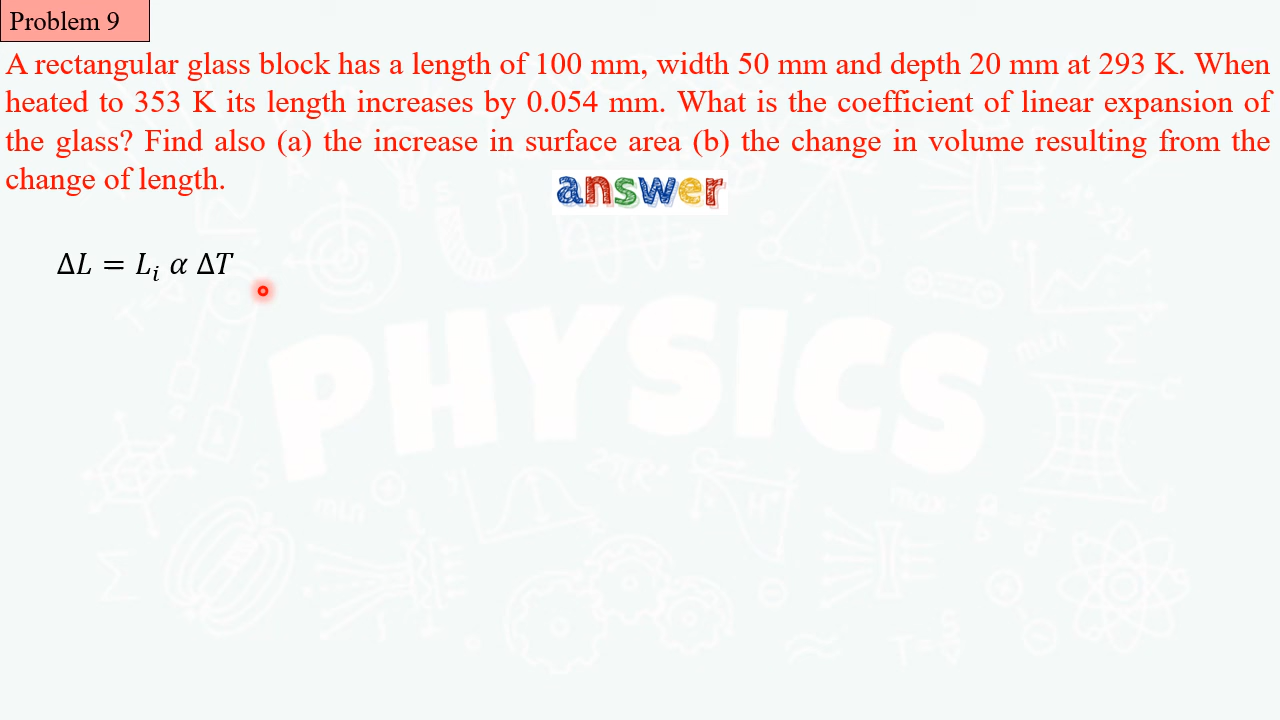 Problem 9
A rectangular glass block has a length of 100 mm, width 50 mm and depth 20 mm at 293 K. When
heated to 353 K its length increases by 0.054 mm. What is the coefficient of linear expansion of
the glass? Find also (a) the increase in surface area (b) the change in volume resulting from the
change of length.
answer
ΔL = Lᵢ α ΔT
PHYSICS